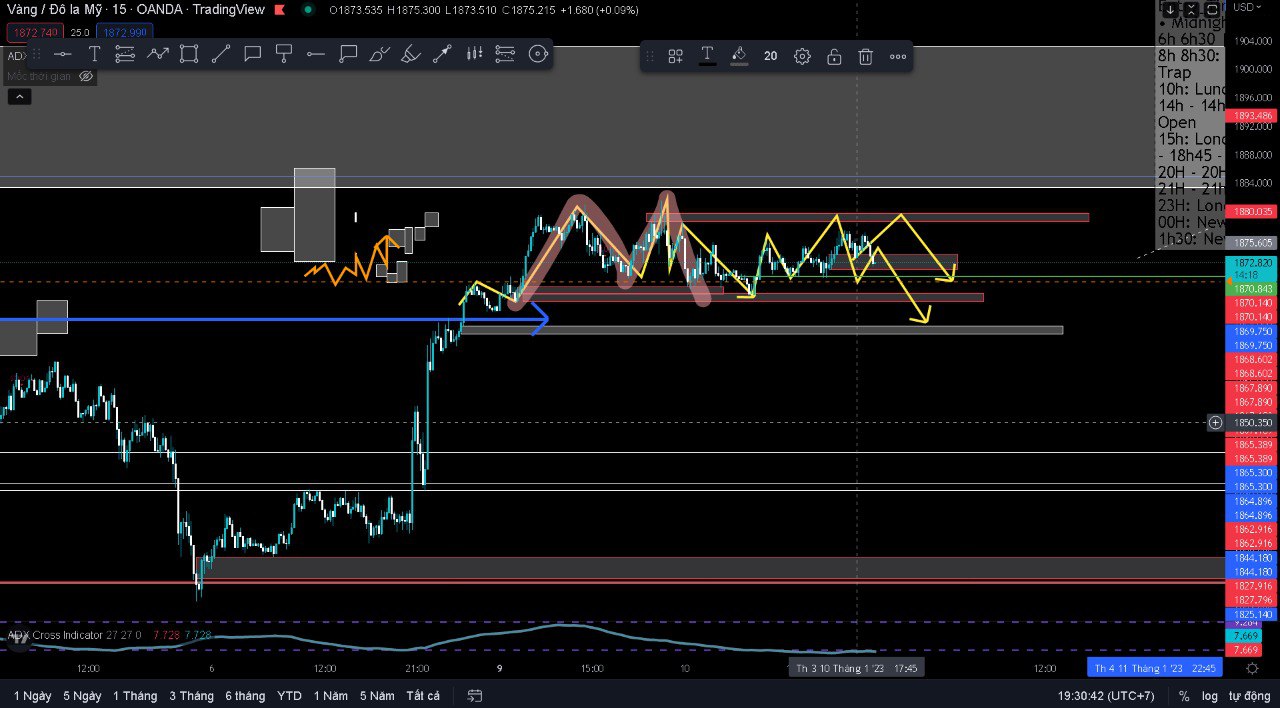 Vàng / Đô la Mỹ · 15 · OANDA · TradingView
O1873.535 H1875.300 L1873.510 C1875.215 +1.680 (+0.09%)
USD
1872.740 25.0 1872.990
Midnigh
6h 6h30
8h 8h30:
Trap
10h: Lun
14h - 14h
Open
15h: Lon
- 18h45 -
20H - 20H
21H - 21H
23H: Lon
00H: New
1h30: Ne
20
Mốc thời gian
1904.000
1900.000
1896.000
1893.486
1892.000
1888.000
1884.000
1880.035
1875.605
1872.820
14:18
1870.843
1870.140
1870.140
1869.750
1869.750
1868.602
1868.602
1867.890
1867.890
1850.350
1865.389
1865.389
1865.300
1865.300
1864.896
1864.896
1862.916
1862.916
1844.180
1844.180
1827.916
1827.796
1825.140
7.669
7.669
ADX Cross Indicator 27 27 0 7.728 7.728
12:00 6 12:00 21:00 9 15:00 10 Th 3 10 Tháng 1 '23 17:45 12:00 Th 4 11 Tháng 1 '23 22:45
1 Ngày 5 Ngày 1 Tháng 3 Tháng 6 tháng YTD 1 Năm 5 Năm Tất cả 19:30:42 (UTC+7) % log tự động